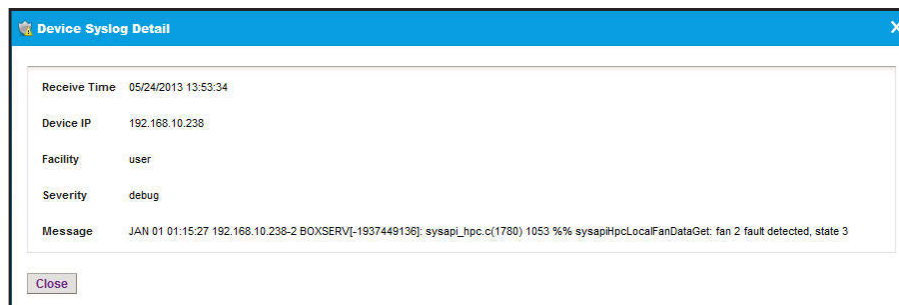 Device Syslog Detail X
Receive Time 05/24/2013 13:53:34
Device IP 192.168.10.238
Facility user
Severity debug
Message JAN 01 01:15:27 192.168.10.238-2 BOXSERV[-1937449136]: sysapi_hpc.c(1780) 1053 %% sysapiHpcLocalFanDataGet: fan 2 fault detected, state 3
Close